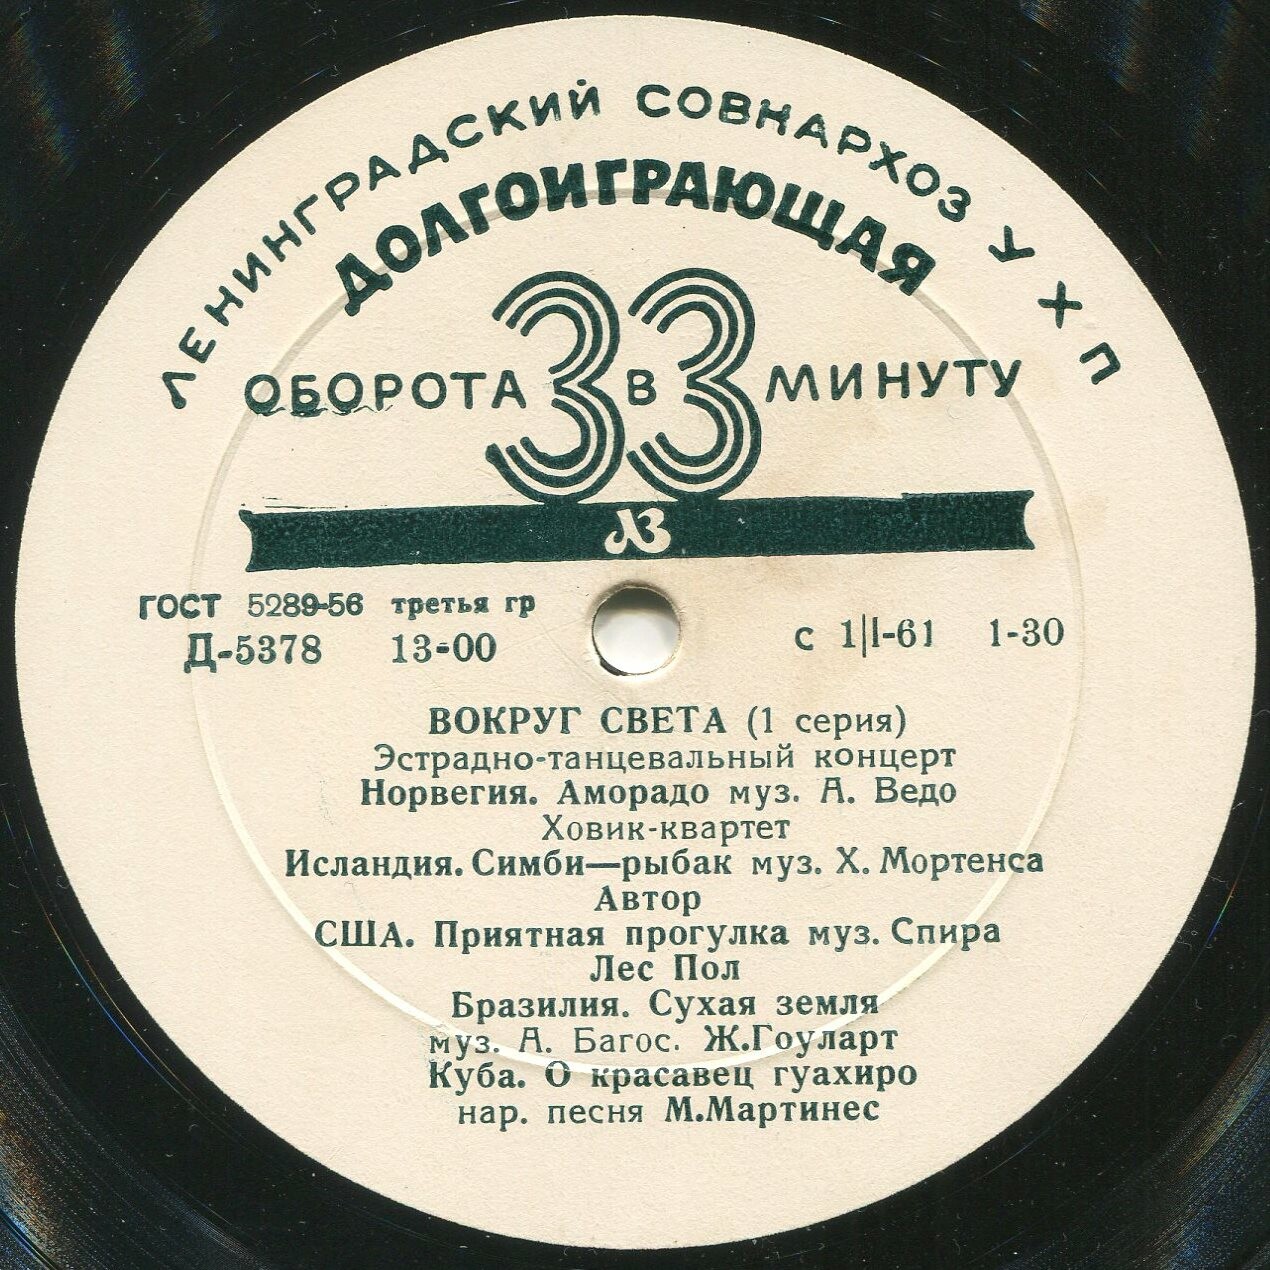 ЛЕНИНГРАДСКИЙ СОВНАРХОЗ УХП
ДОЛГОИГРАЮЩАЯ
33
ОБОРОТА В МИНУТУ
ЛЗ
ГОСТ 5289-56 третья гр
Д-5378 13-00
с 1|I-61 1-30
ВОКРУГ СВЕТА (1 серия)
Эстрадно-танцевальный концерт
Норвегия. Аморадо муз. А. Ведо
Ховик-квартет
Исландия. Симби—рыбак муз. Х. Мортенса
Автор
США. Приятная прогулка муз. Спира
Лес Пол
Бразилия. Сухая земля
муз. А. Багос. Ж.Гоуларт
Куба. О красавец гуахиро
нар. песня М.Мартинес